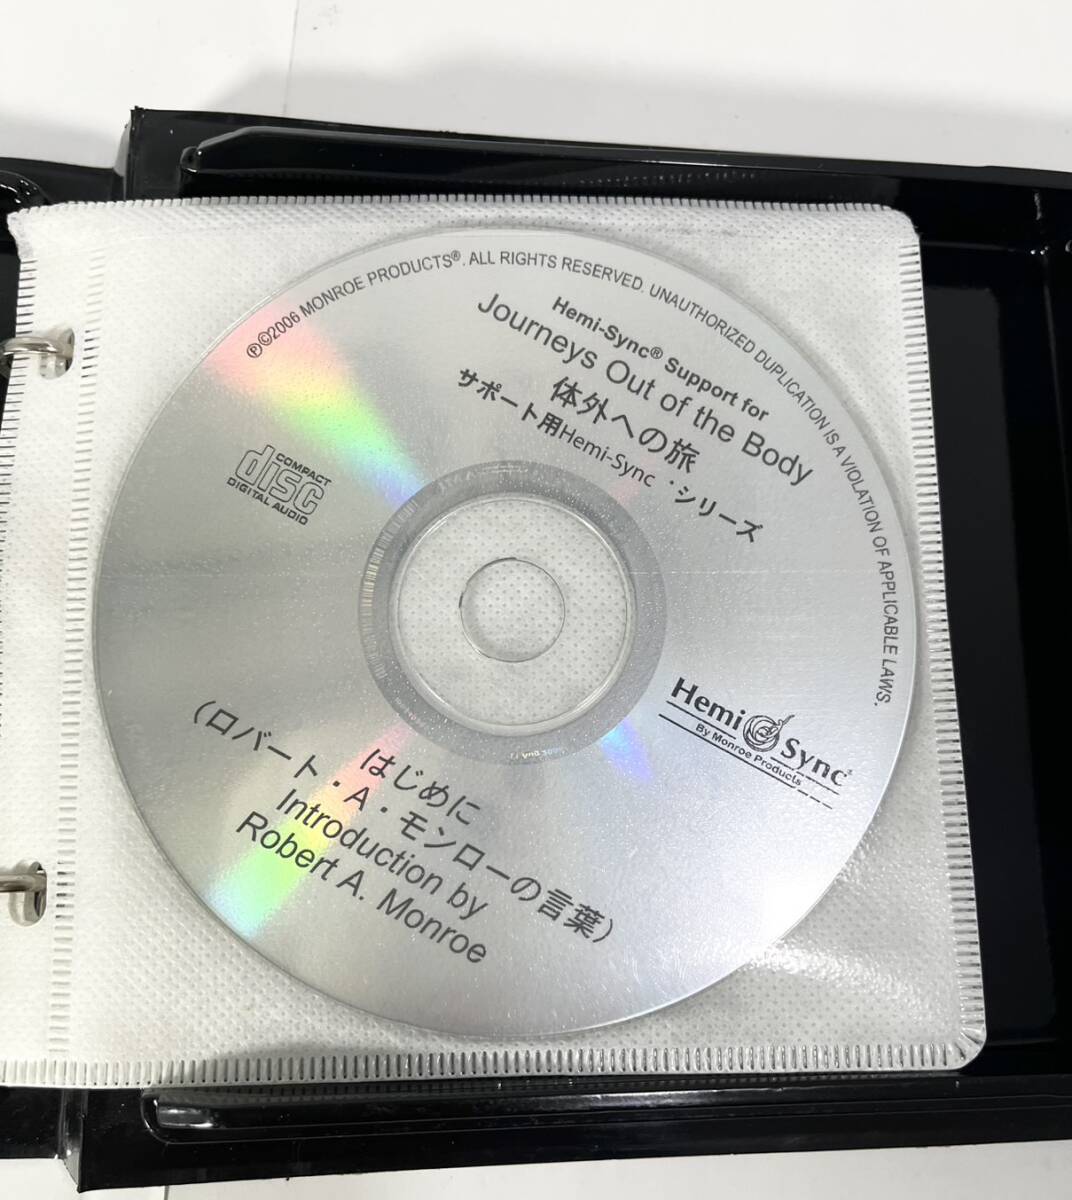 ℗©2006 MONROE PRODUCTS®. ALL RIGHTS RESERVED. UNAUTHORIZED DUPLICATION IS A VIOLATION OF APPLICABLE LAWS.
Hemi-Sync® Support for
Journeys Out of the Body
体外への旅
サポート用Hemi-Sync・シリーズ
COMPACT
disc
DIGITAL AUDIO
Hemi Sync®
By Monroe Products
はじめに
(ロバート・A・モンローの言葉)
Introduction by
Robert A. Monroe